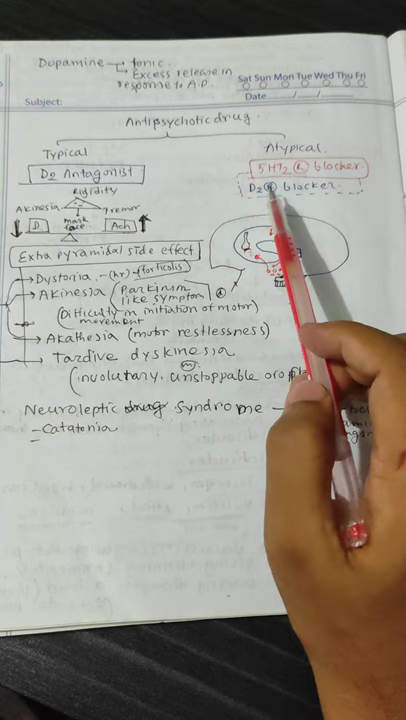 Dopamine → tonic
→ Excess release in
response to A.P.
Sat Sun Mon Tue Wed Thu Fri
Subject:
Date
Antipsychotic drug
Typical
Atypical
D2 Antagonist
5HT2 (R) blocker
D2 (R) blocker
rigidity
Akinesia
Tremor
mask
face
↓ D
Ach ↑
Extra pyramidal side effect
Dystonia - (hr) - (torticolis)
Akinesia (Parkinson
like symptom
(Difficulty in initiation of motor)
movement
Akathesia (motor restlessness)
Tardive dyskinesia
(involutary, unstoppable oro
Neuroleptic syndrome -
- Catatonia